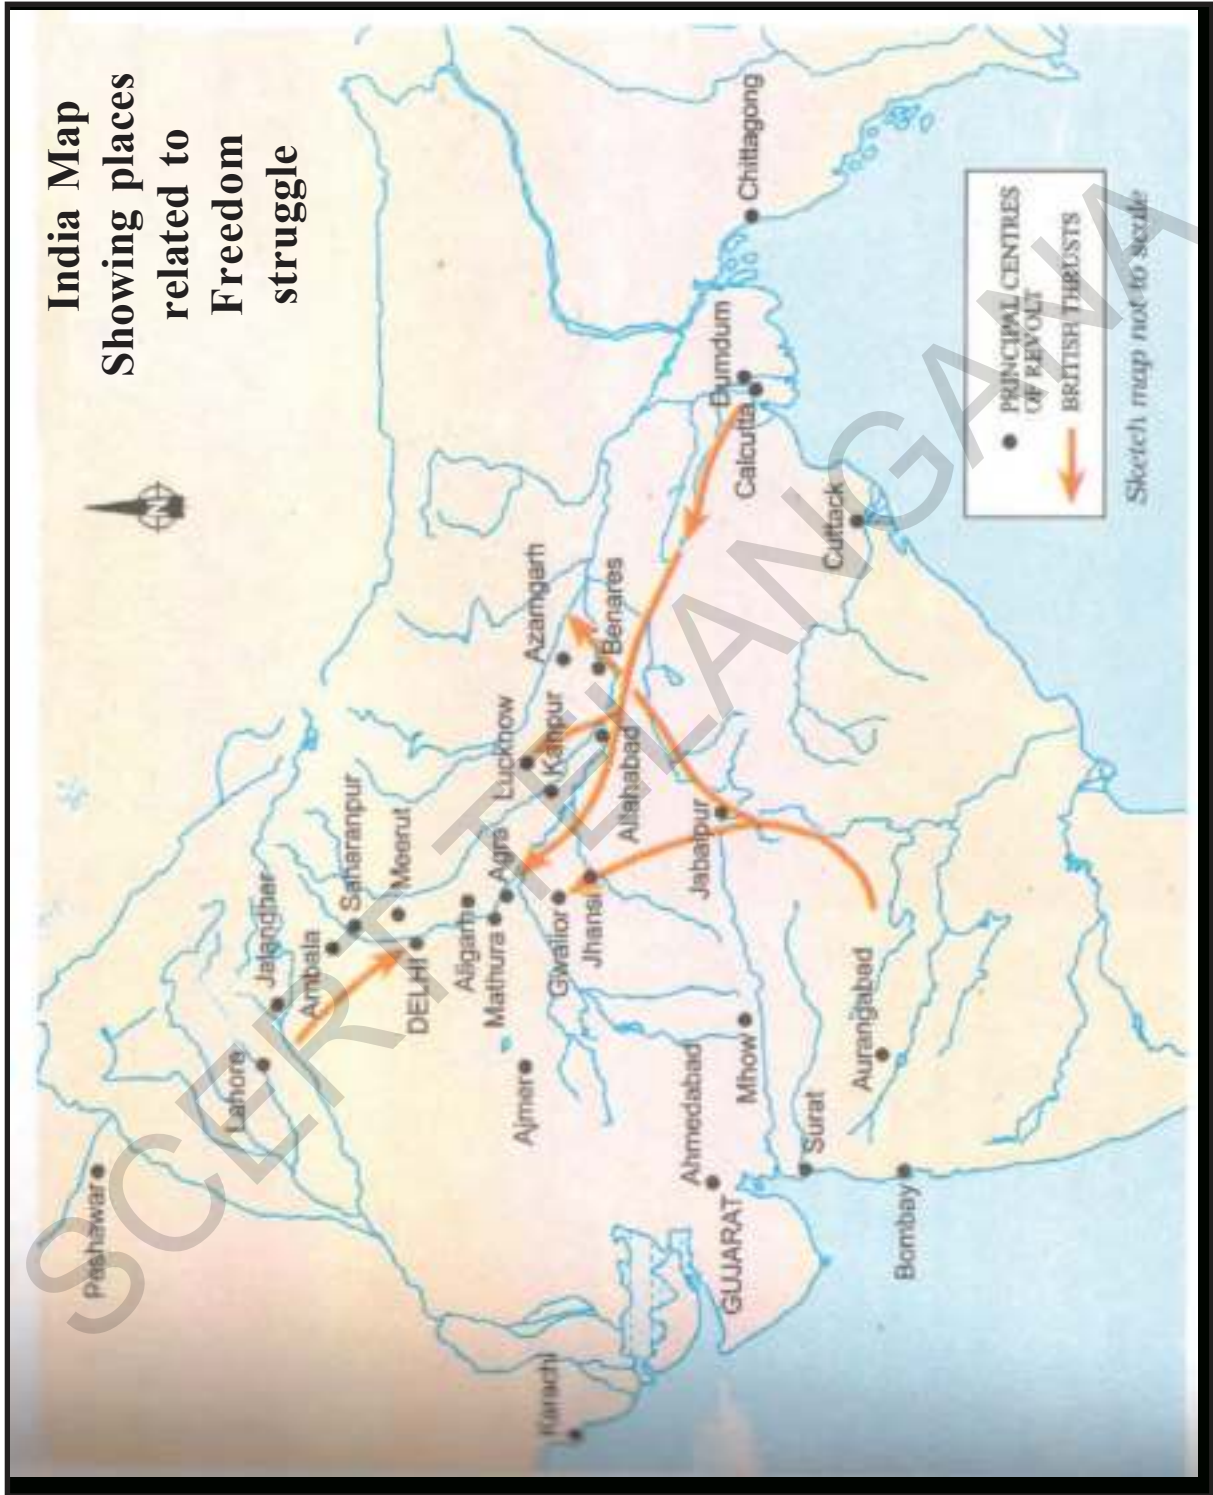 India Map
Showing places
related to
Freedom
struggle
N
Peshawar
Lahore
Jalandher
Ambala
Saharanpur
Meerut
DELHI
Aligarh
Mathura
Agra
Lucknow
Kanpur
Azamgarh
Benares
Ajmer
Gwalior
Jhansi
Allahabad
Karachi
Ahmedabad
GUJARAT
Mhow
Jabalpur
Dumdum
Calcutta
Chittagong
Surat
Cuttack
Aurangabad
Bombay
PRINCIPAL CENTRES
OF REVOLT
BRITISH THRUSTS
Sketch map not to scale
SCERT TELANGANA